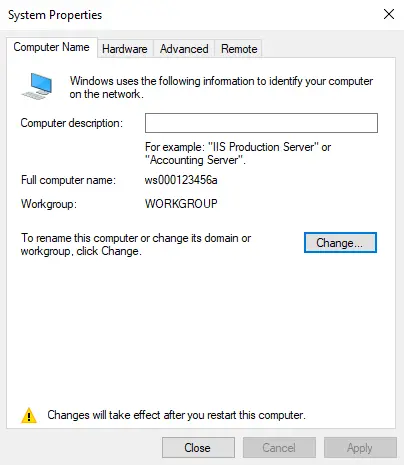 System Properties
Computer Name Hardware Advanced Remote
Windows uses the following information to identify your computer
on the network.
Computer description:
For example: "IIS Production Server" or
"Accounting Server".
Full computer name: ws000123456a
Workgroup: WORKGROUP
To rename this computer or change its domain or
workgroup, click Change.
Change...
Changes will take effect after you restart this computer.
Close Cancel Apply